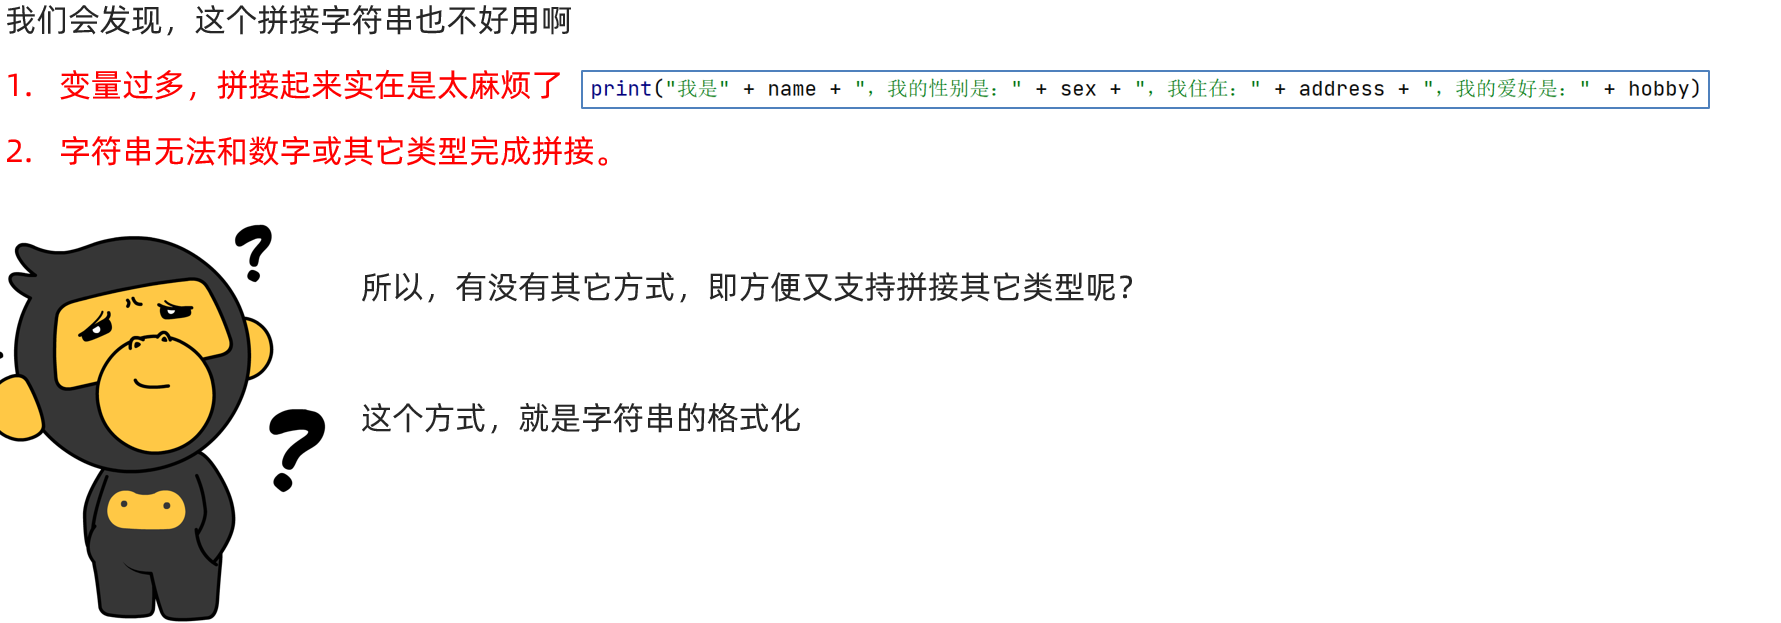 我们会发现，这个拼接字符串也不好用啊
1. 变量过多，拼接起来实在是太麻烦了
print("我是" + name + "，我的性别是：" + sex + "，我住在：" + address + "，我的爱好是：" + hobby)
2. 字符串无法和数字或其它类型完成拼接。
所以，有没有其它方式，即方便又支持拼接其它类型呢？
这个方式，就是字符串的格式化